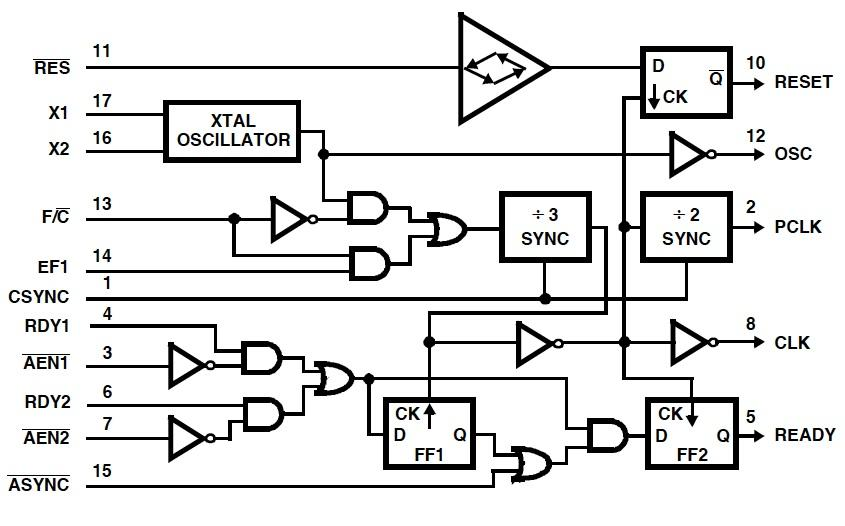 11
RES
D
Q
10
RESET
CK
X1
17
XTAL
OSCILLATOR
X2
16
12
OSC
F/C
13
÷ 3
SYNC
÷ 2
SYNC
2
PCLK
EF1
14
CSYNC
1
RDY1
4
8
CLK
AEN1
3
RDY2
6
AEN2
7
CK
D
Q
FF1
CK
D
Q
FF2
5
READY
ASYNC
15